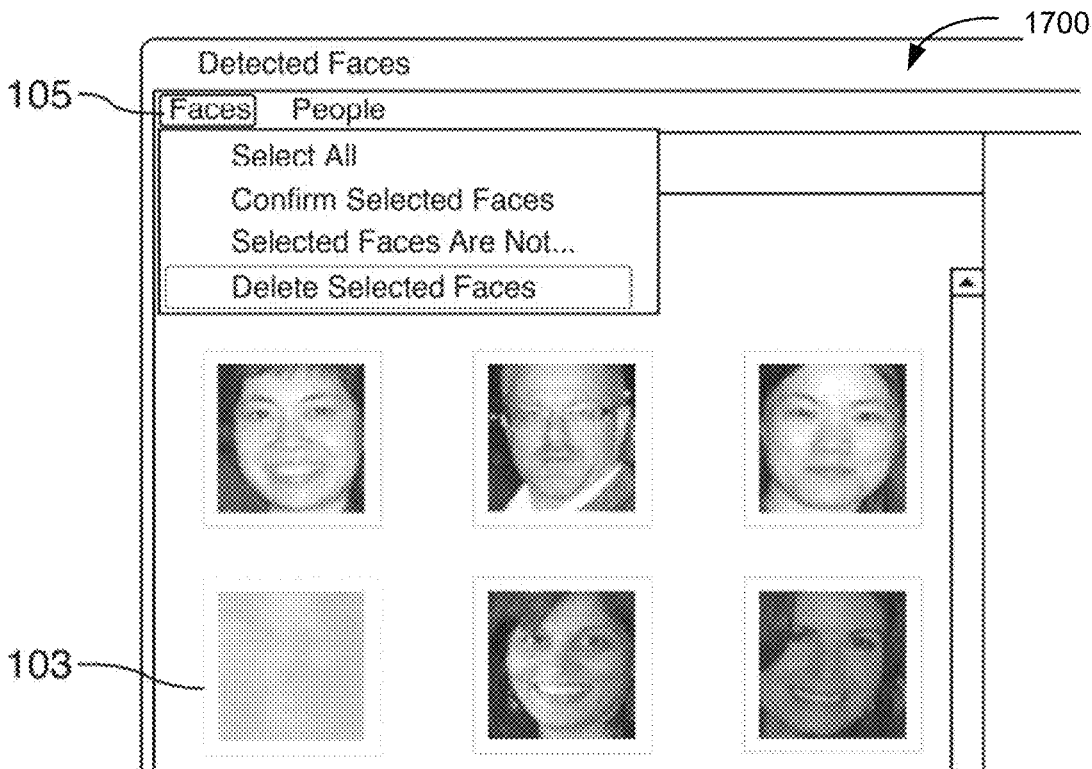 1700
Detected Faces
105
Faces People
Select All
Confirm Selected Faces
Selected Faces Are Not...
Delete Selected Faces
103